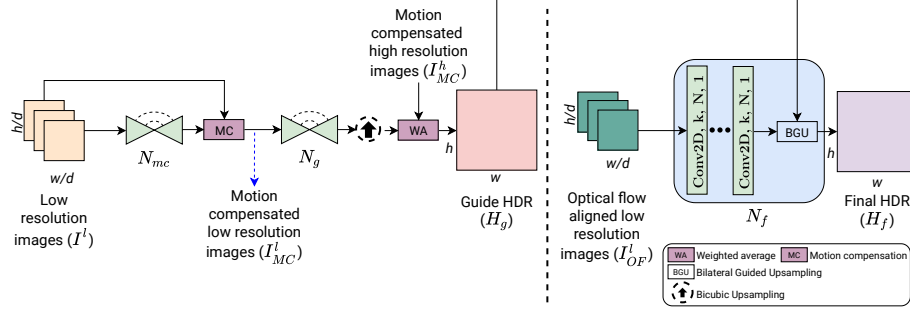 Motion
compensated
high resolution
images (I^h_MC)
h/d
w/d
Low
resolution
images (I^l)
N_mc
MC
Motion
compensated
low resolution
images (I^l_MC)
N_g
WA
h
w
Guide HDR
(H_g)
h/d
w/d
Optical flow
aligned low
resolution
images (I^l_OF)
Conv2D, k, N, 1
Conv2D, k, N, 1
BGU
N_f
h
w
Final HDR
(H_f)
WA Weighted average MC Motion compensation
BGU Bilateral Guided Upsampling
Bicubic Upsampling